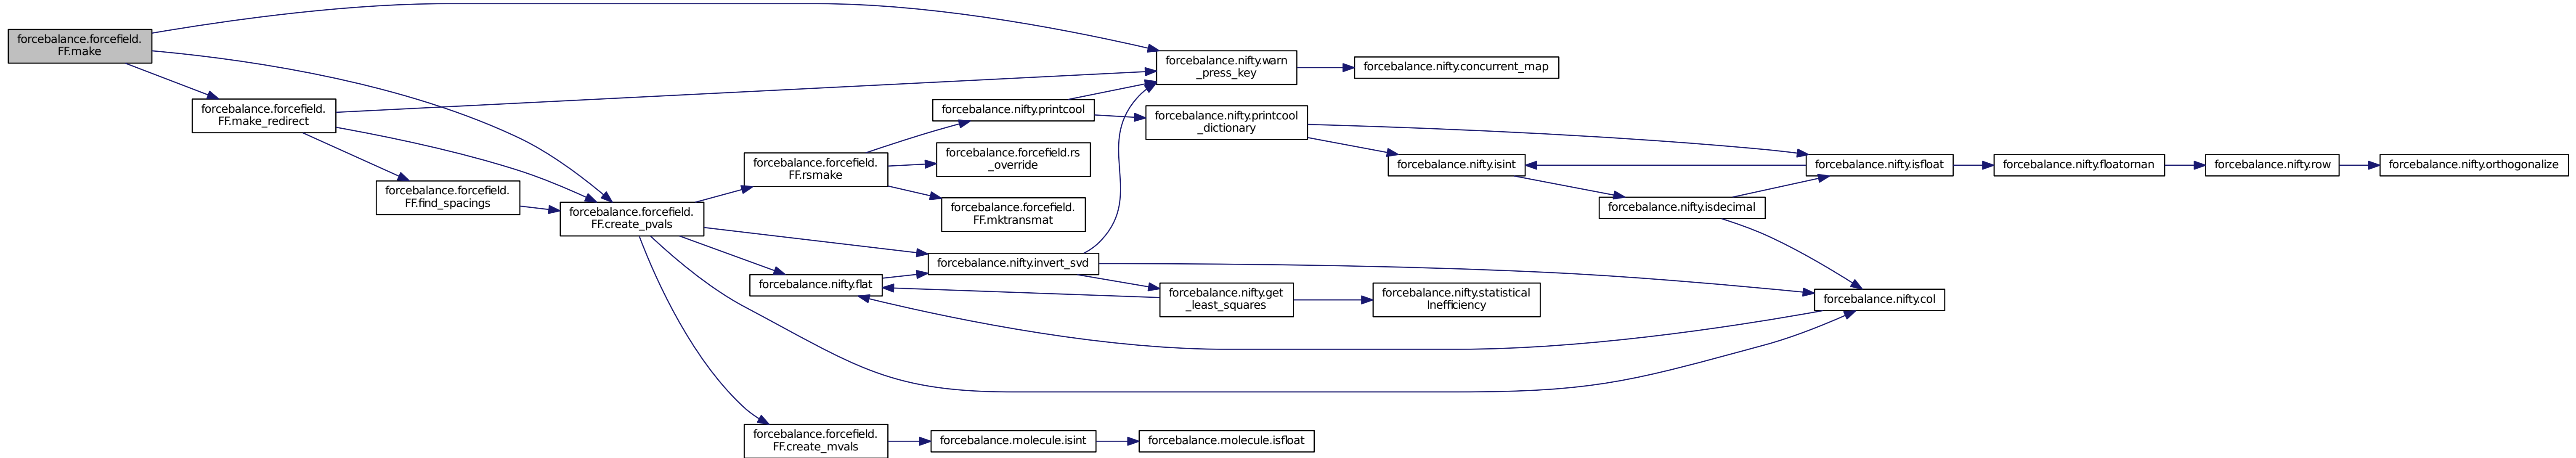 forcebalance.forcefield.
FF.make
forcebalance.forcefield.
FF.make_redirect
forcebalance.forcefield.
FF.find_spacings
forcebalance.forcefield.
FF.create_pvals
forcebalance.forcefield.
FF.rsmake
forcebalance.nifty.flat
forcebalance.forcefield.
FF.create_mvals
forcebalance.nifty.printcool
forcebalance.forcefield.rs
_override
forcebalance.forcefield.
FF.mktransmat
forcebalance.nifty.invert_svd
forcebalance.molecule.isint
forcebalance.nifty.warn
_press_key
forcebalance.nifty.printcool
_dictionary
forcebalance.nifty.get
_least_squares
forcebalance.molecule.isfloat
forcebalance.nifty.concurrent_map
forcebalance.nifty.isint
forcebalance.nifty.statistical
Inefficiency
forcebalance.nifty.isdecimal
forcebalance.nifty.isfloat
forcebalance.nifty.col
forcebalance.nifty.floatornan
forcebalance.nifty.row
forcebalance.nifty.orthogonalize